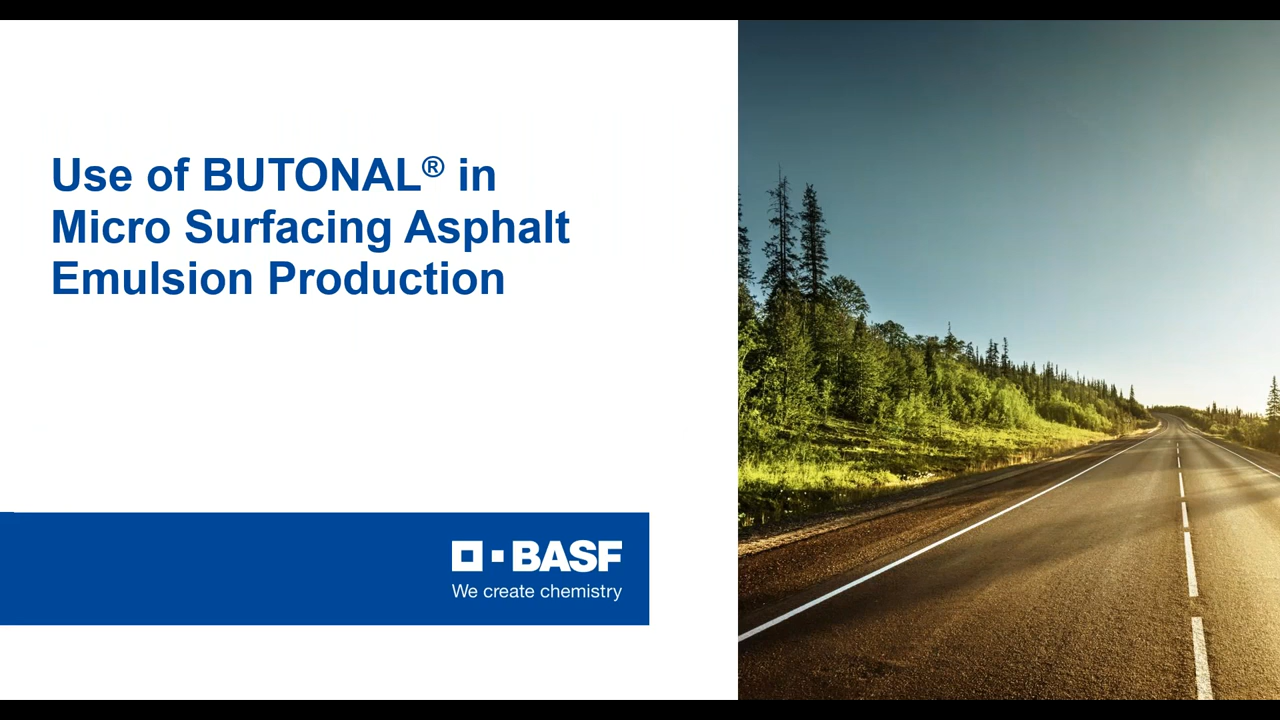 Use of BUTONAL® in
Micro Surfacing Asphalt
Emulsion Production
BASF
We create chemistry